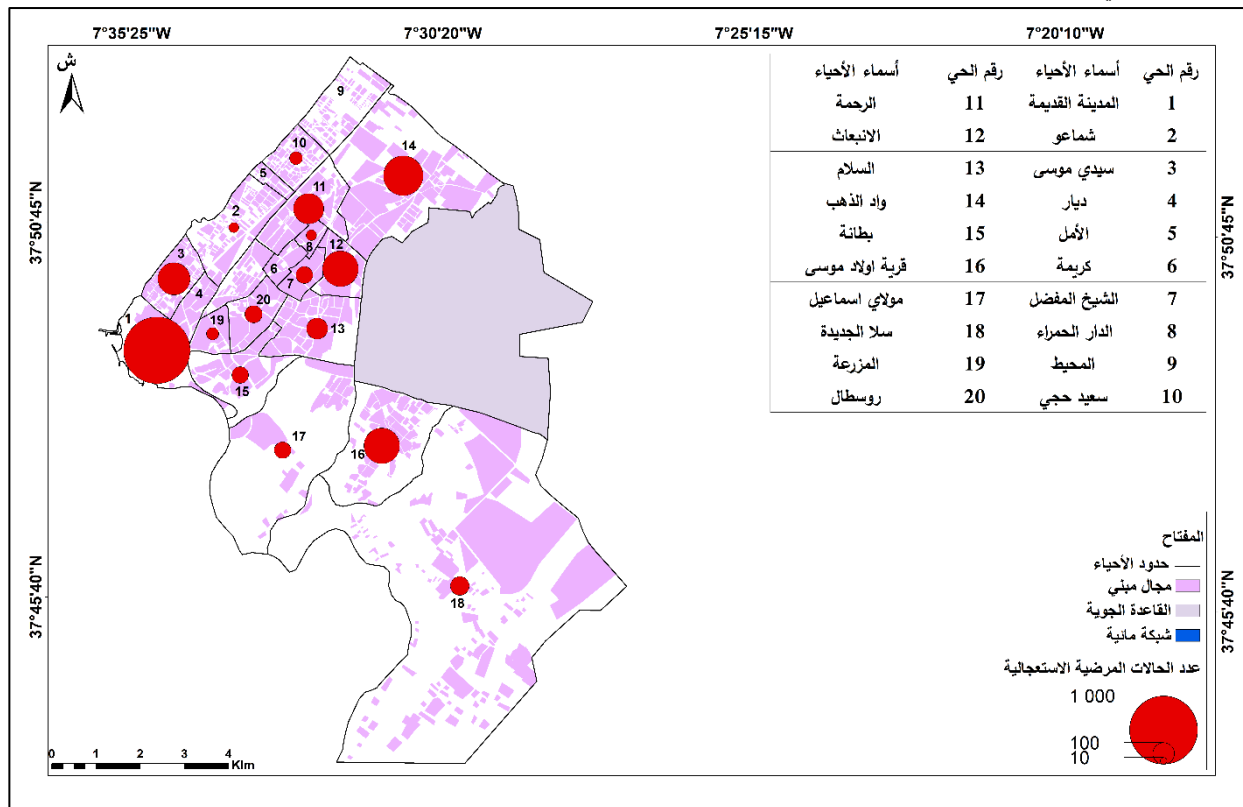 7°35'25"W 7°30'20"W 7°25'15"W 7°20'10"W
ش
37°50'45"N
37°45'40"N
37°50'45"N
37°45'40"N
رقم الحي أسماء الأحياء رقم الحي أسماء الأحياء
1 المدينة القديمة 11 الرحمة
2 شماعو 12 الانبعاث
3 سيدي موسى 13 السلام
4 ديار 14 واد الذهب
5 الأمل 15 بطانة
6 كريمة 16 قرية اولاد موسى
7 الشيخ المفضل 17 مولاي اسماعيل
8 الدار الحمراء 18 سلا الجديدة
9 المحيط 19 المزرعة
10 سعيد حجي 20 روسطال
9
10
14
5
11
2
8
12
3
6
7
4
20
1
19
13
15
17
16
18
المفتاح
حدود الأحياء
مجال مبني
القاعدة الجوية
شبكة مائية
عدد الحالات المرضية الاستعجالية
1 000
100
10
0 1 2 3 4
Klm